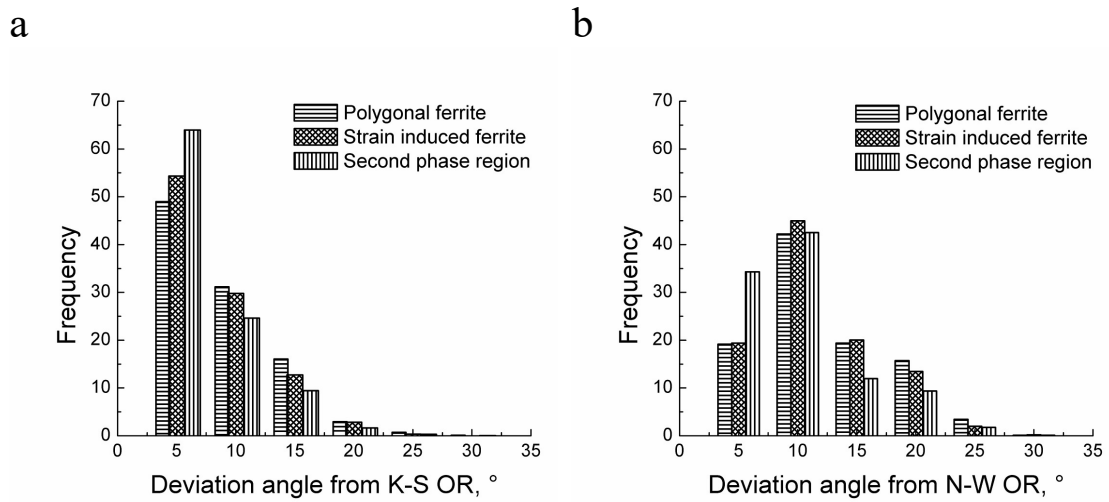 a
70
60
50
40
30
20
10
0
Frequency
Polygonal ferrite
Strain induced ferrite
Second phase region
0 5 10 15 20 25 30 35
Deviation angle from K-S OR, °
b
70
60
50
40
30
20
10
0
Frequency
Polygonal ferrite
Strain induced ferrite
Second phase region
0 5 10 15 20 25 30 35
Deviation angle from N-W OR, °